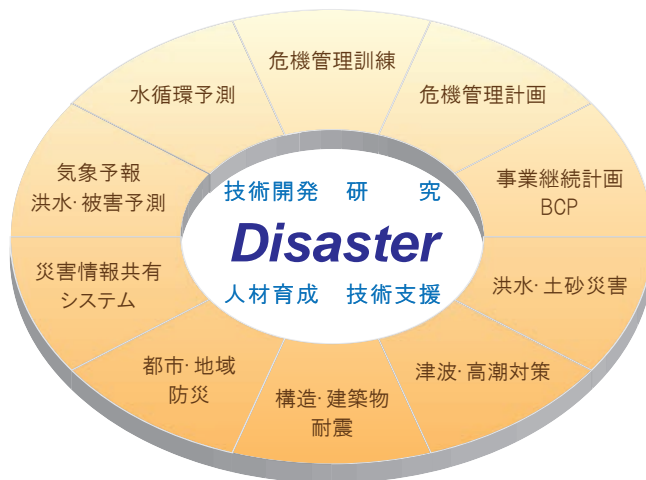 危機管理訓練
危機管理計画
事業継続計画
BCP
洪水・土砂災害
津波・高潮対策
構造・建築物
耐震
都市・地域
防災
災害情報共有
システム
気象予報
洪水・被害予測
水循環予測
技術開発 研 究
Disaster
人材育成 技術支援